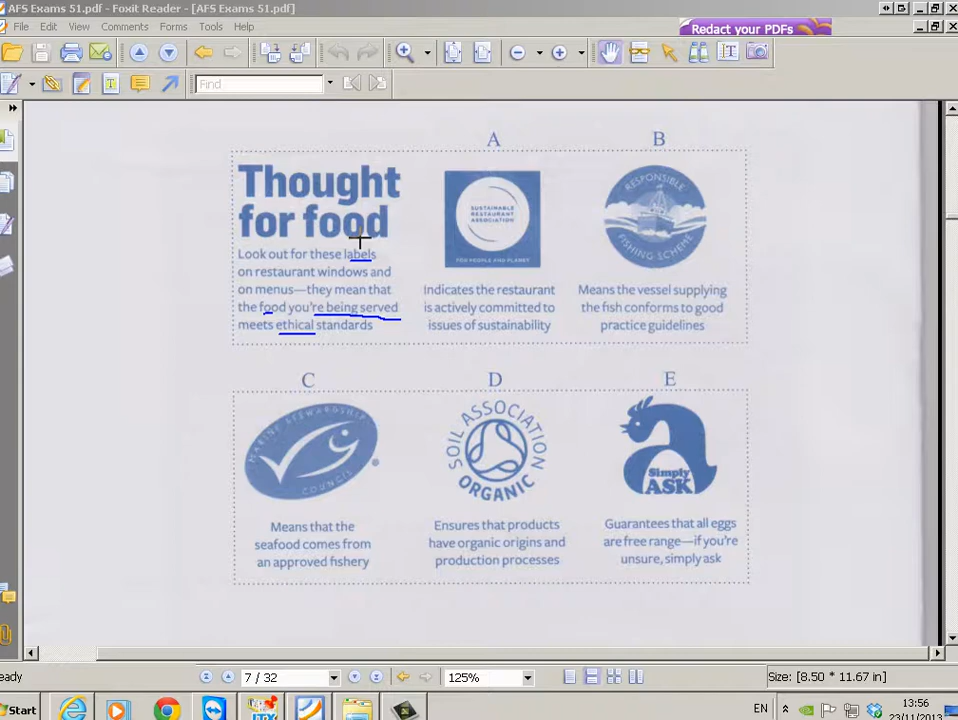 AFS Exams 51.pdf - Foxit Reader - [AFS Exams 51.pdf]
File Edit View Comments Forms Tools Help
Redact your PDFs
Find
A
B
Thought
for food
Look out for these labels
on restaurant windows and
on menus—they mean that
the food you're being served
meets ethical standards
SUSTAINABLE
RESTAURANT
ASSOCIATION
FOR PEOPLE AND PLANET
Indicates the restaurant
is actively committed to
issues of sustainability
RESPONSIBLE
FISHING SCHEME
Means the vessel supplying
the fish conforms to good
practice guidelines
C
D
E
MARINE STEWARDSHIP
COUNCIL
Means that the
seafood comes from
an approved fishery
SOIL ASSOCIATION
ORGANIC
Ensures that products
have organic origins and
production processes
Simply
ASK
Guarantees that all eggs
are free range—if you're
unsure, simply ask
eady
7 / 32
125%
Size: [8.50 * 11.67 in]
Start
EN
13:56
23/11/2013